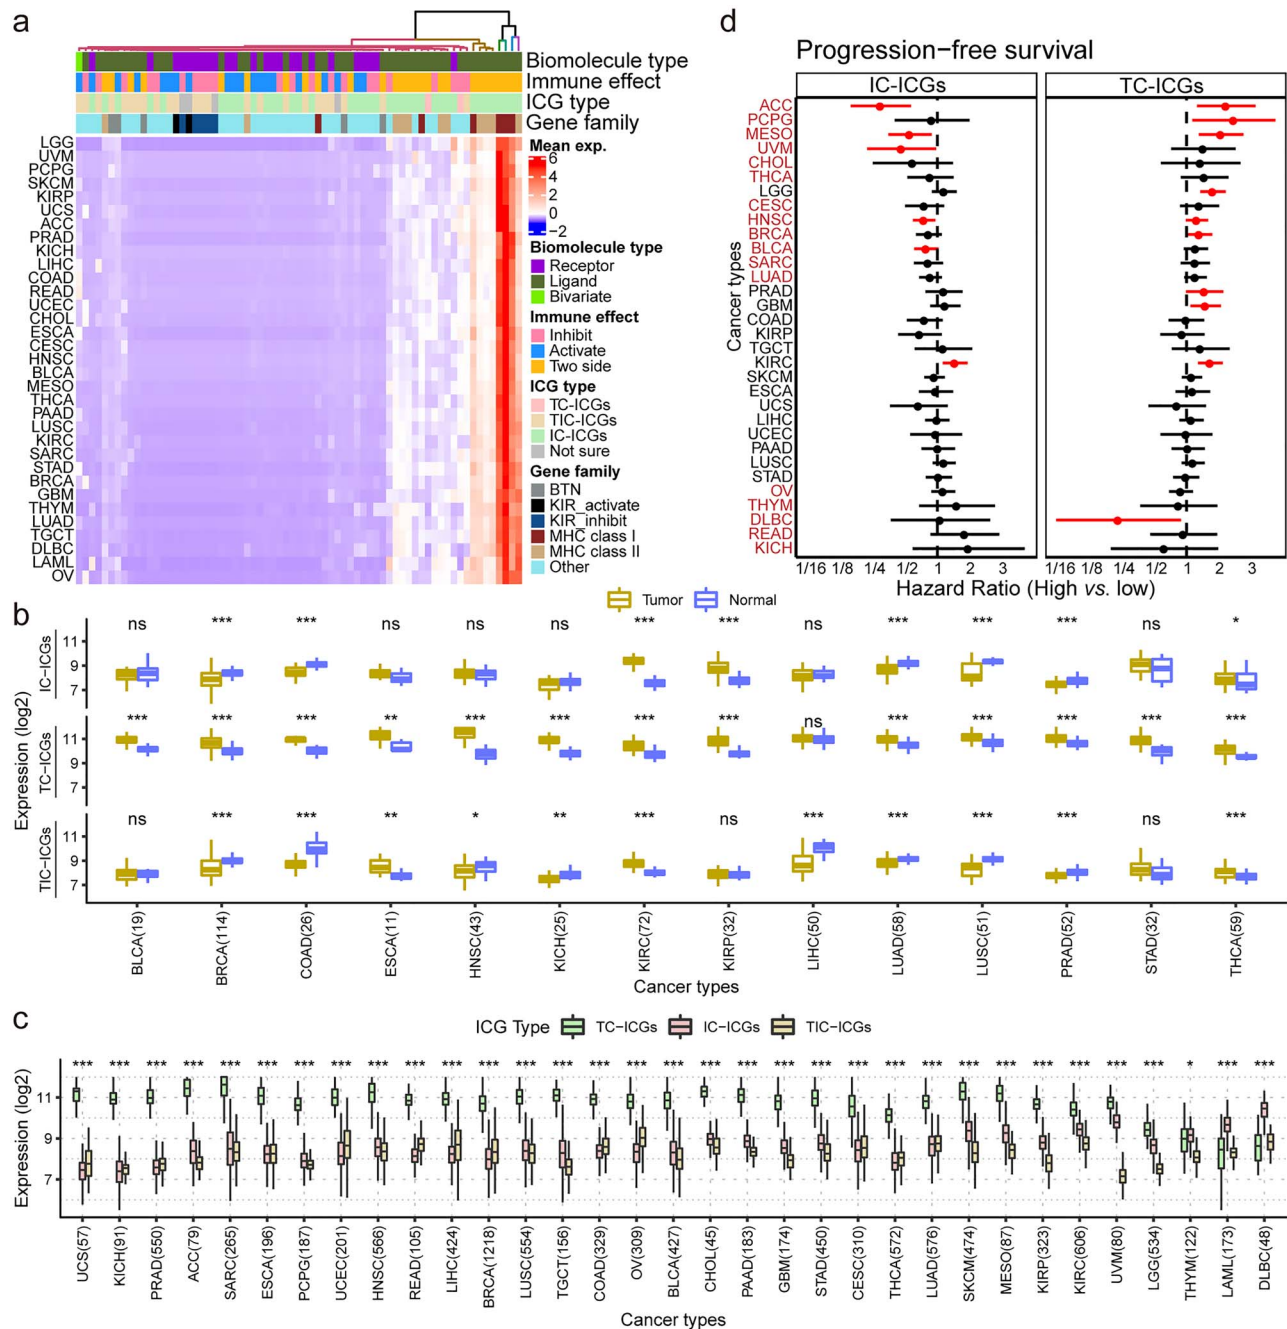 a
Biomolecule type
Immune effect
ICG type
Gene family
LGG
UVM
PCPG
SKCM
KIRP
UCS
ACC
PRAD
KICH
LIHC
COAD
READ
UCEC
CHOL
ESCA
CESC
HNSC
BLCA
MESO
THCA
PAAD
LUSC
KIRC
SARC
STAD
BRCA
GBM
THYM
LUAD
TGCT
DLBC
LAML
OV
Mean exp.
6
4
2
0
−2
Biomolecule type
Receptor
Ligand
Bivariate
Immune effect
Inhibit
Activate
Two side
ICG type
TC-ICGs
TIC-ICGs
IC-ICGs
Not sure
Gene family
BTN
KIR_activate
KIR_inhibit
MHC class I
MHC class II
Other
d
Progression−free survival
IC-ICGs TC-ICGs
Cancer types
ACC
PCPG
MESO
UVM
CHOL
THCA
LGG
CESC
HNSC
BRCA
BLCA
SARC
LUAD
PRAD
GBM
COAD
KIRP
TGCT
KIRC
SKCM
ESCA
UCS
LIHC
UCEC
PAAD
LUSC
STAD
OV
THYM
DLBC
READ
KICH
1/16 1/8 1/4 1/2 1 2 3 1/16 1/8 1/4 1/2 1 2 3
Hazard Ratio (High vs. low)
b
Tumor Normal
Expression (log2)
IC−ICGs
ns *** *** ns ns ns *** *** ns *** *** *** ns *
11
9
7
TC−ICGs
*** *** *** ** *** *** *** *** ns *** *** *** *** ***
11
9
7
TIC−ICGs
ns *** *** ** * ** *** ns *** *** *** *** ns ***
11
9
7
BLCA(19) BRCA(114) COAD(26) ESCA(11) HNSC(43) KICH(25) KIRC(72) KIRP(32) LIHC(50) LUAD(58) LUSC(51) PRAD(52) STAD(32) THCA(59)
Cancer types
c
ICG Type TC−ICGs IC−ICGs TIC−ICGs
Expression (log2)
*** *** *** *** *** *** *** *** *** *** *** *** *** *** *** *** *** *** *** *** *** *** *** *** *** *** *** *** *** *** * *** ***
11
9
7
UCS(57) KICH(91) PRAD(550) ACC(79) SARC(265) ESCA(196) PCPG(187) UCEC(201) HNSC(566) READ(105) LIHC(424) BRCA(1218) LUSC(554) TGCT(156) COAD(329) OV(309) BLCA(427) CHOL(45) PAAD(183) GBM(174) STAD(450) CESC(310) THCA(572) LUAD(576) SKCM(474) MESO(87) KIRP(323) KIRC(606) UVM(80) LGG(534) THYM(122) LAML(173) DLBC(48)
Cancer types